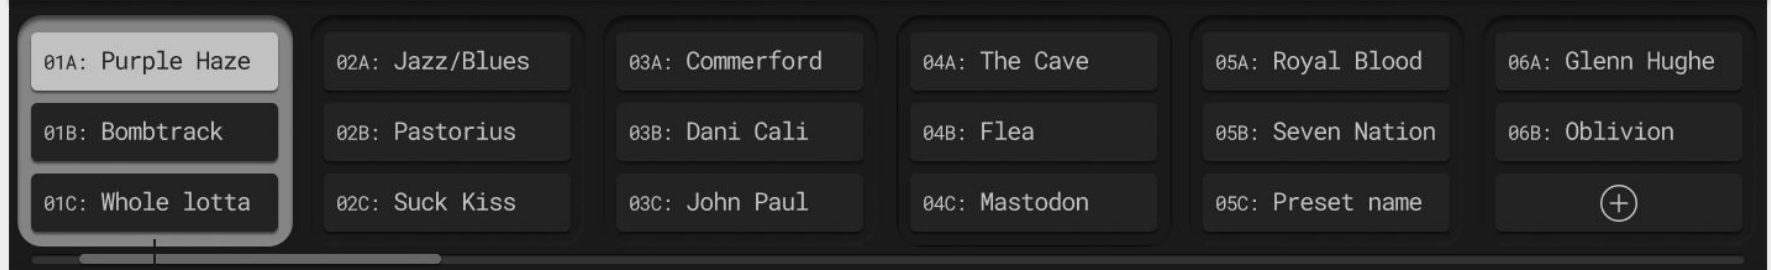 01A: Purple Haze
01B: Bombtrack
01C: Whole lotta
02A: Jazz/Blues
02B: Pastorius
02C: Suck Kiss
03A: Commerford
03B: Dani Cali
03C: John Paul
04A: The Cave
04B: Flea
04C: Mastodon
05A: Royal Blood
05B: Seven Nation
05C: Preset name
06A: Glenn Hughe
06B: Oblivion